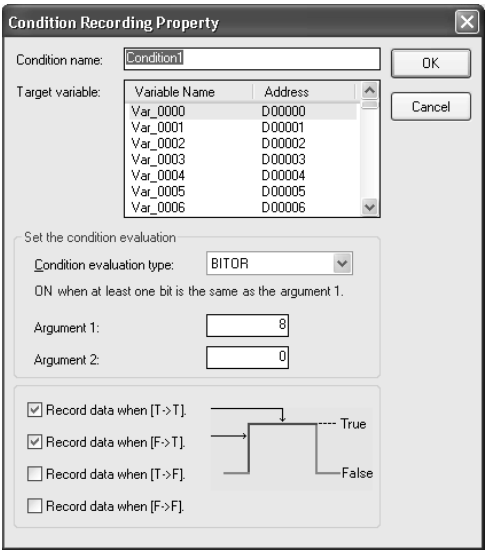 Condition Recording Property
Condition name: Condition1
OK
Target variable:
Variable Name Address
Cancel
Var_0000 D00000
Var_0001 D00001
Var_0002 D00002
Var_0003 D00003
Var_0004 D00004
Var_0005 D00005
Var_0006 D00006
Set the condition evaluation
Condition evaluation type: BITOR
ON when at least one bit is the same as the argument 1.
Argument 1: 8
Argument 2: 0
Record data when [T->T].
True
Record data when [F->T].
Record data when [T->F].
False
Record data when [F->F].